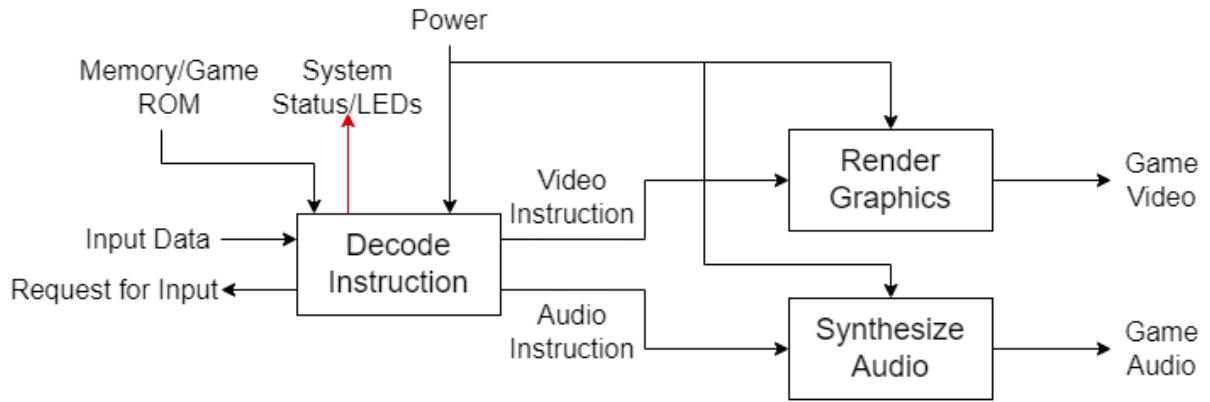 Power
Memory/Game
ROM
System
Status/LEDs
Render
Graphics
Game
Video
Video
Instruction
Input Data
Decode
Instruction
Request for Input
Audio
Instruction
Synthesize
Audio
Game
Audio